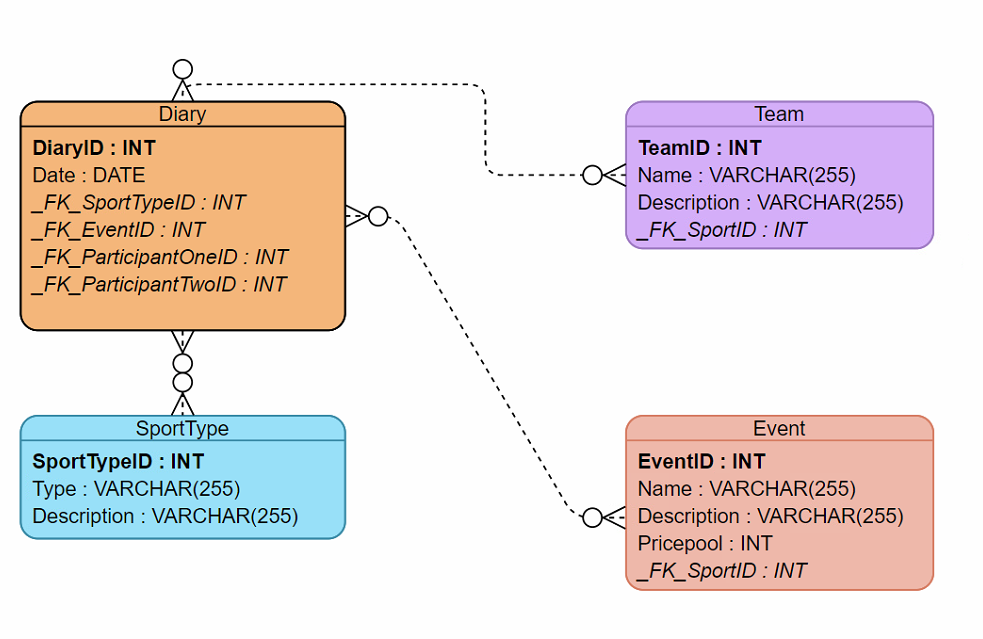 Diary
DiaryID : INT
Date : DATE
_FK_SportTypeID : INT
_FK_EventID : INT
_FK_ParticipantOneID : INT
_FK_ParticipantTwoID : INT
Team
TeamID : INT
Name : VARCHAR(255)
Description : VARCHAR(255)
_FK_SportID : INT
SportType
SportTypeID : INT
Type : VARCHAR(255)
Description : VARCHAR(255)
Event
EventID : INT
Name : VARCHAR(255)
Description : VARCHAR(255)
Pricepool : INT
_FK_SportID : INT